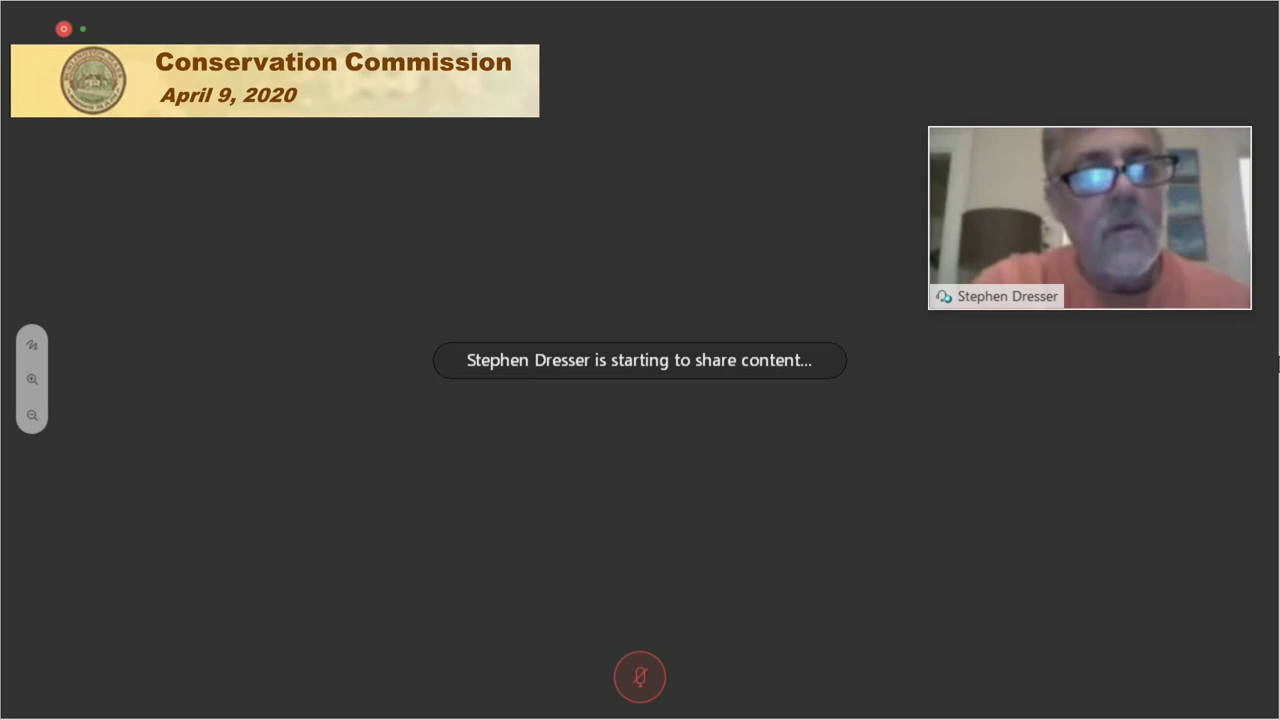 Conservation Commission
April 9, 2020
Stephen Dresser
Stephen Dresser is starting to share content...